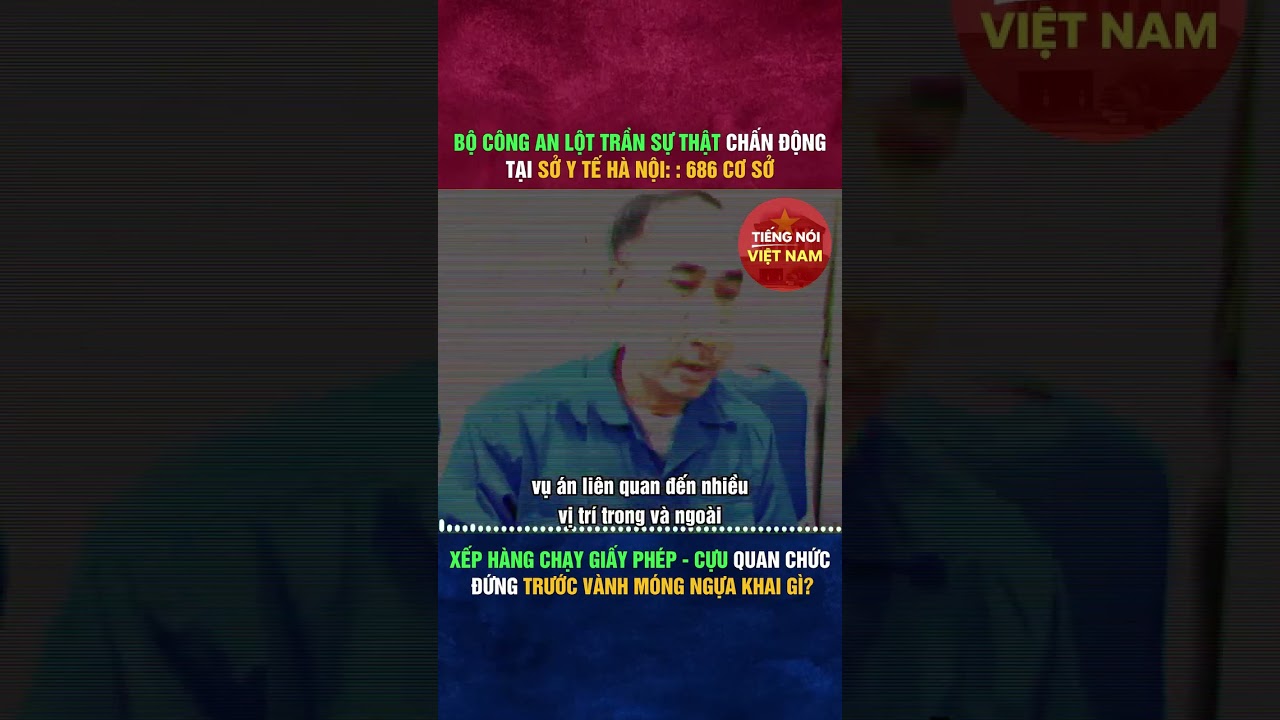 VIỆT NAM
BỘ CÔNG AN LỘT TRẦN SỰ THẬT CHẤN ĐỘNG
TẠI SỞ Y TẾ HÀ NỘI: : 686 CƠ SỞ
TIẾNG NÓI
VIỆT NAM
vụ án liên quan đến nhiều
vị trí trong và ngoài
XẾP HÀNG CHẠY GIẤY PHÉP - CỰU QUAN CHỨC
ĐỨNG TRƯỚC VÀNH MÓNG NGỰA KHAI GÌ?